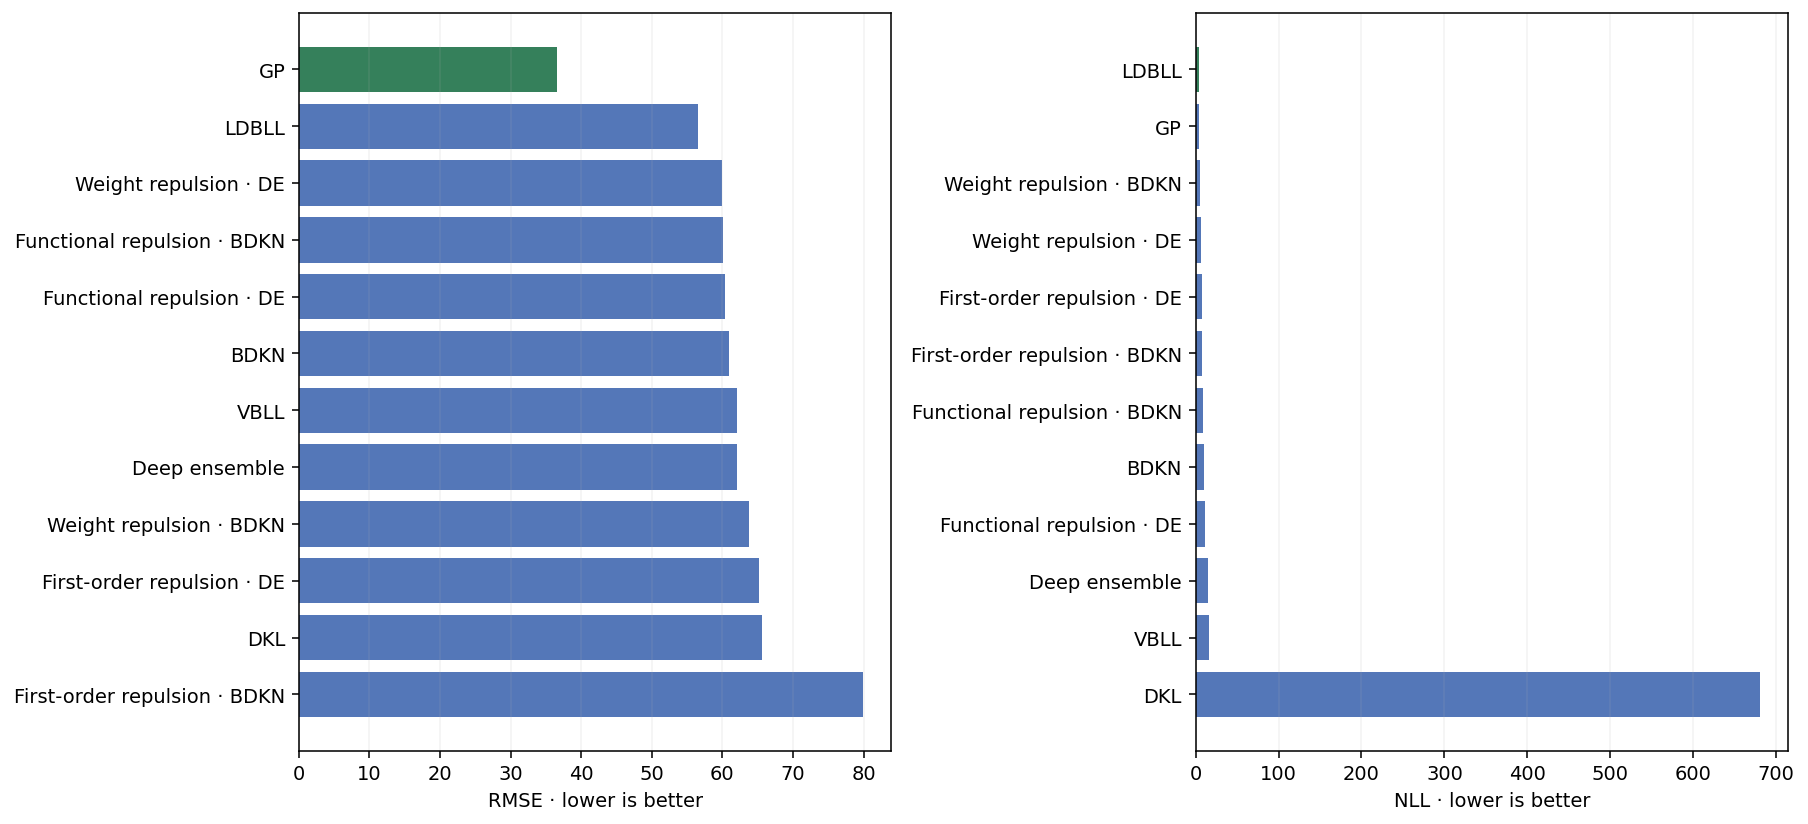 GP
LDBLL
Weight repulsion · DE
Functional repulsion · BDKN
Functional repulsion · DE
BDKN
VBLL
Deep ensemble
Weight repulsion · BDKN
First-order repulsion · DE
DKL
First-order repulsion · BDKN
0 10 20 30 40 50 60 70 80
RMSE · lower is better
LDBLL
GP
Weight repulsion · BDKN
Weight repulsion · DE
First-order repulsion · DE
First-order repulsion · BDKN
Functional repulsion · BDKN
BDKN
Functional repulsion · DE
Deep ensemble
VBLL
DKL
0 100 200 300 400 500 600 700
NLL · lower is better